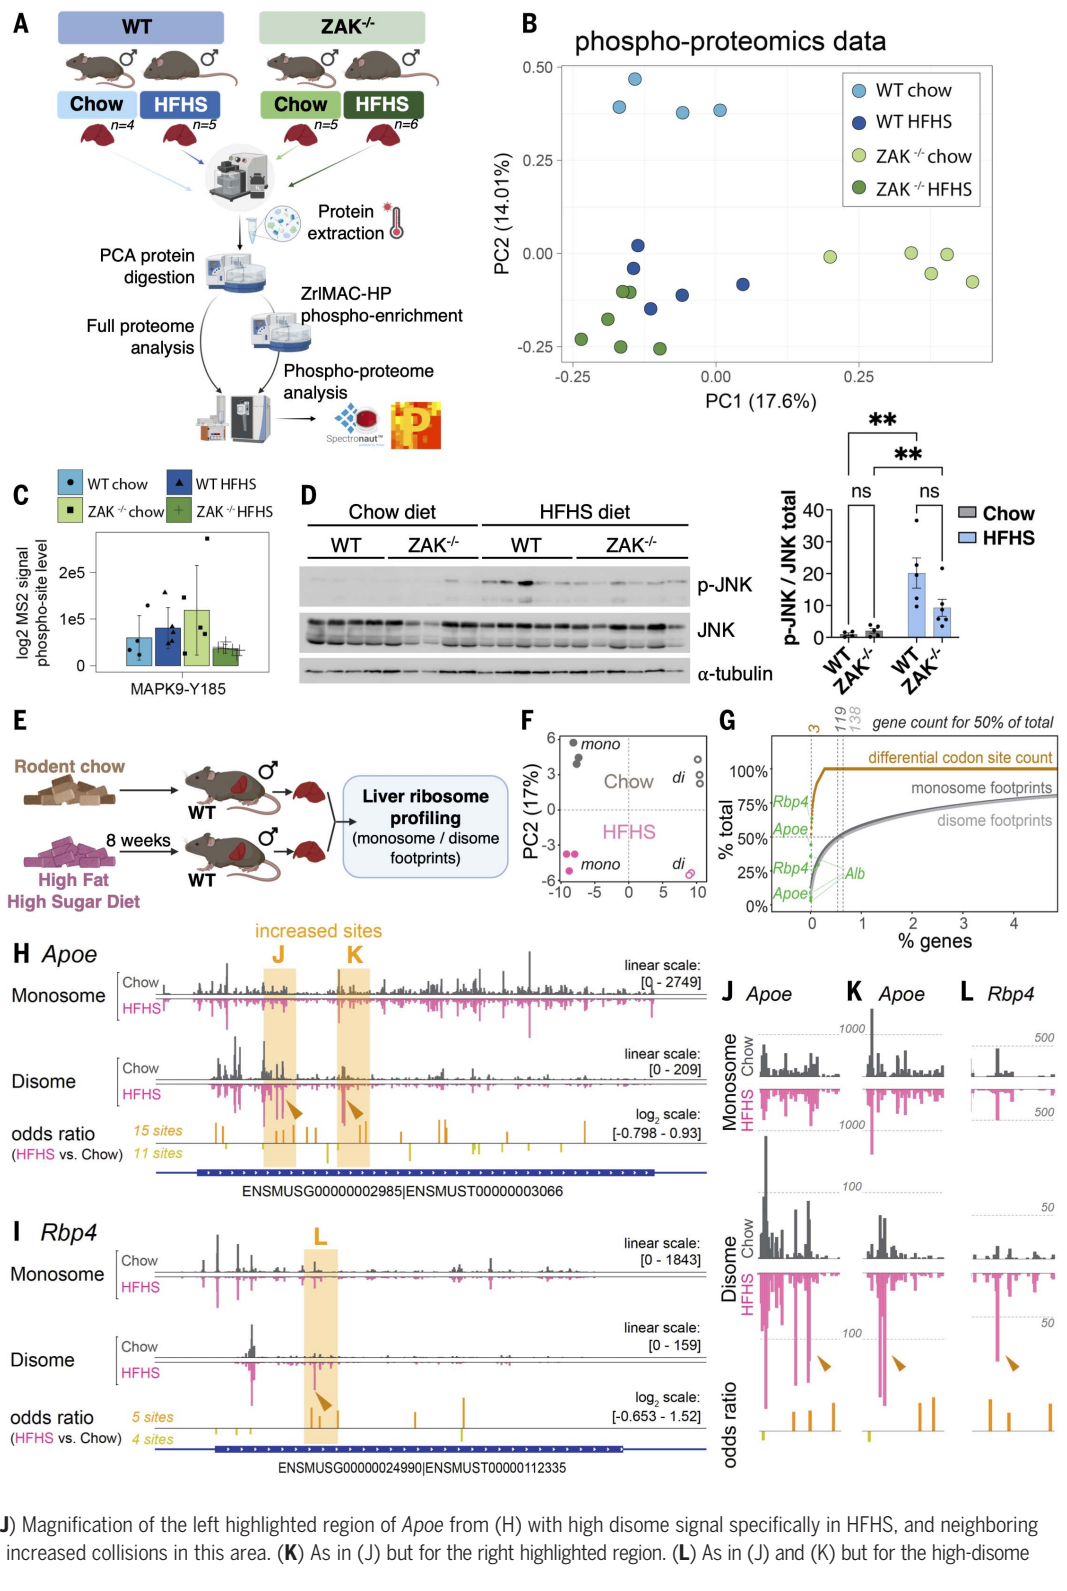 A
WT
ZAK-/-
Chow
HFHS
Chow
HFHS
n=4
n=5
n=5
n=6
Protein
extraction
PCA protein
digestion
ZrIMAC-HP
phospho-enrichment
Full proteome
analysis
Phospho-proteome
analysis
Spectronaut™
P
B
phospho-proteomics data
0.50
0.25
0.00
-0.25
PC2 (14.01%)
-0.25
0.00
0.25
PC1 (17.6%)
WT chow
WT HFHS
ZAK -/- chow
ZAK -/- HFHS
C
WT chow
WT HFHS
ZAK -/- chow
ZAK -/- HFHS
log2 MS2 signal
phospho-site level
2e5
1e5
0
MAPK9-Y185
D
Chow diet
HFHS diet
WT
ZAK-/-
WT
ZAK-/-
p-JNK
JNK
α-tubulin
**
**
ns
ns
p-JNK / JNK total
40
30
20
10
0
WT
ZAK-/-
WT
ZAK-/-
Chow
HFHS
E
Rodent chow
8 weeks
High Fat
High Sugar Diet
WT
WT
Liver ribosome
profiling
(monosome / disome
footprints)
F
PC2 (17%)
6
3
0
-3
-6
-10
-5
0
5
10
mono
di
Chow
HFHS
mono
di
G
3
119
138
gene count for 50% of total
differential codon site count
monosome footprints
disome footprints
% total
100%
75%
50%
25%
0%
Rbp4
Apoe
Rbp4
Apoe
Alb
0
1
2
3
4
% genes
H
Apoe
increased sites
J
K
Monosome
Chow
HFHS
linear scale:
[0 - 2749]
Disome
Chow
HFHS
linear scale:
[0 - 209]
odds ratio
(HFHS vs. Chow)
15 sites
11 sites
log2 scale:
[-0.798 - 0.93]
ENSMUSG00000002985|ENSMUST00000003066
I
Rbp4
L
Monosome
Chow
HFHS
linear scale:
[0 - 1843]
Disome
Chow
HFHS
linear scale:
[0 - 159]
odds ratio
(HFHS vs. Chow)
5 sites
4 sites
log2 scale:
[-0.653 - 1.52]
ENSMUSG00000024990|ENSMUST00000112335
J Apoe
K Apoe
L Rbp4
Monosome
Chow
HFHS
1000
1000
500
500
Disome
Chow
HFHS
100
100
50
50
odds ratio
J) Magnification of the left highlighted region of Apoe from (H) with high disome signal specifically in HFHS, and neighboring
increased collisions in this area. (K) As in (J) but for the right highlighted region. (L) As in (J) and (K) but for the high-disome